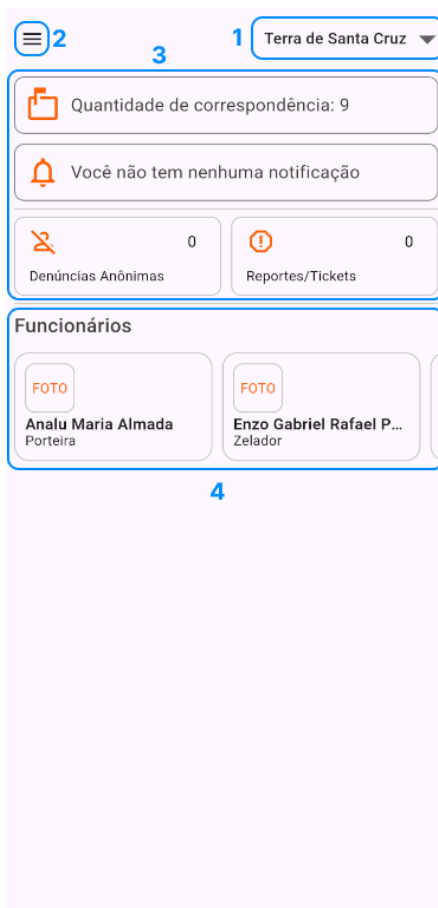 2
3
1
Terra de Santa Cruz
Quantidade de correspondência: 9
Você não tem nenhuma notificação
0
Denúncias Anônimas
0
Reportes/Tickets
Funcionários
FOTO
Analu Maria Almada
Porteira
FOTO
Enzo Gabriel Rafael P...
Zelador
4